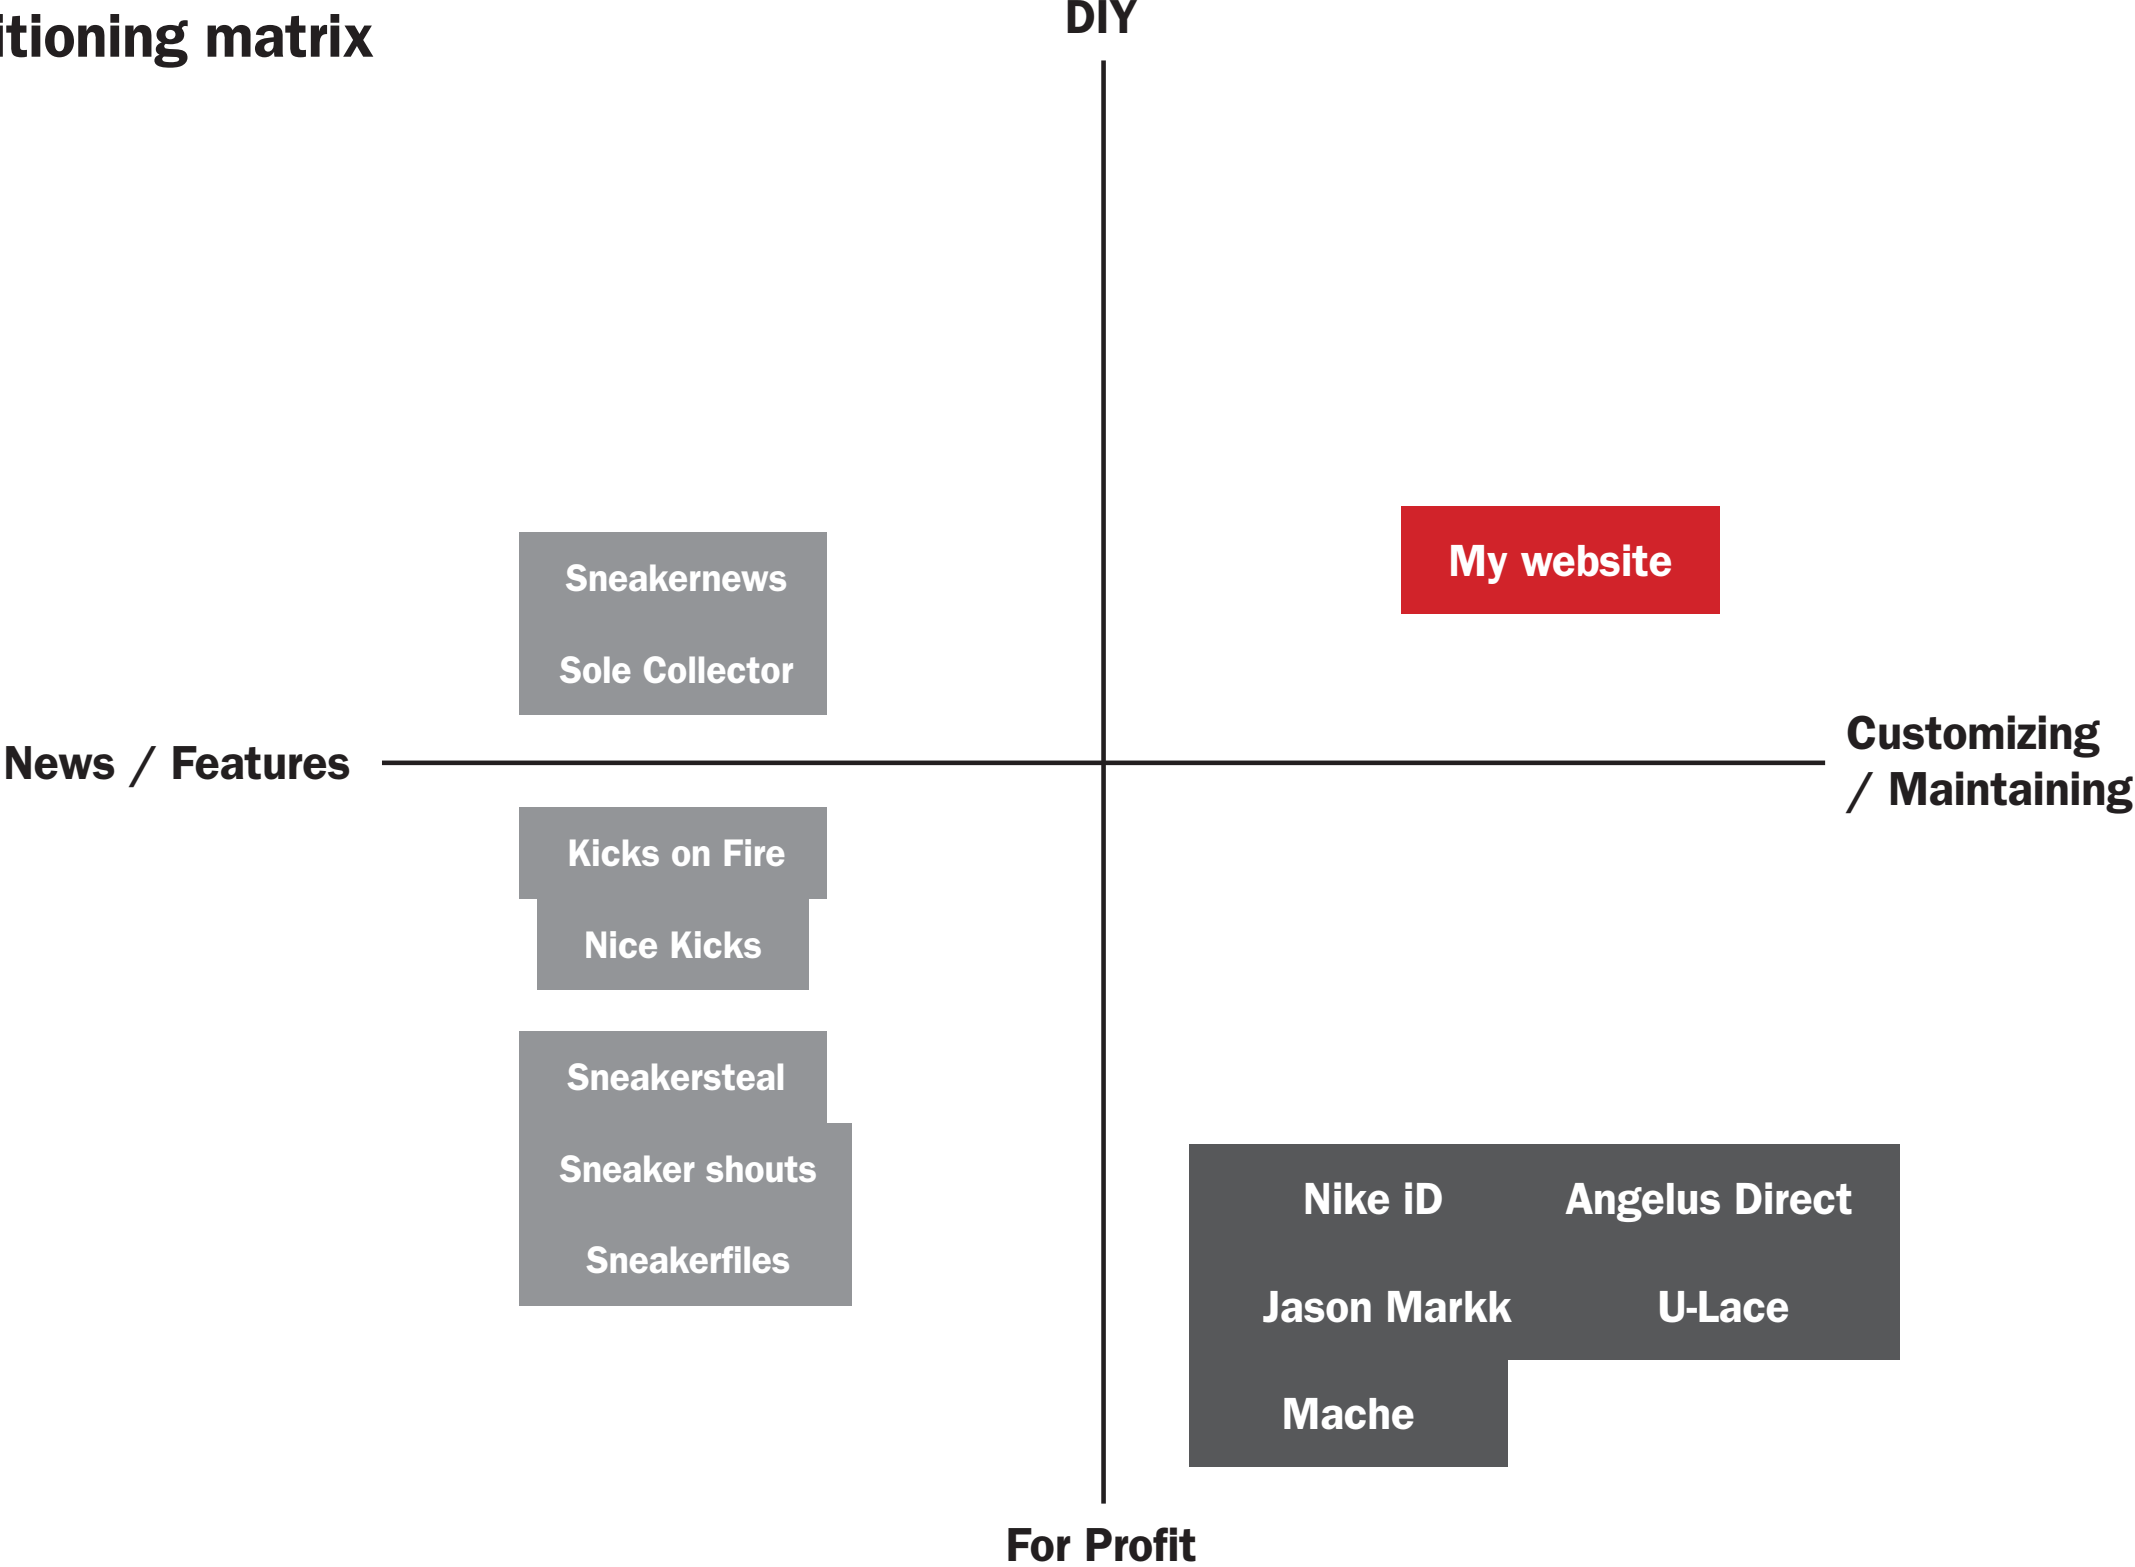 itioning matrix
DIY
My website
Sneakernews
Sole Collector
News / Features
Customizing
/ Maintaining
Kicks on Fire
Nice Kicks
Sneakersteal
Sneaker shouts
Sneakerfiles
Nike iD
Angelus Direct
Jason Markk
U-Lace
Mache
For Profit